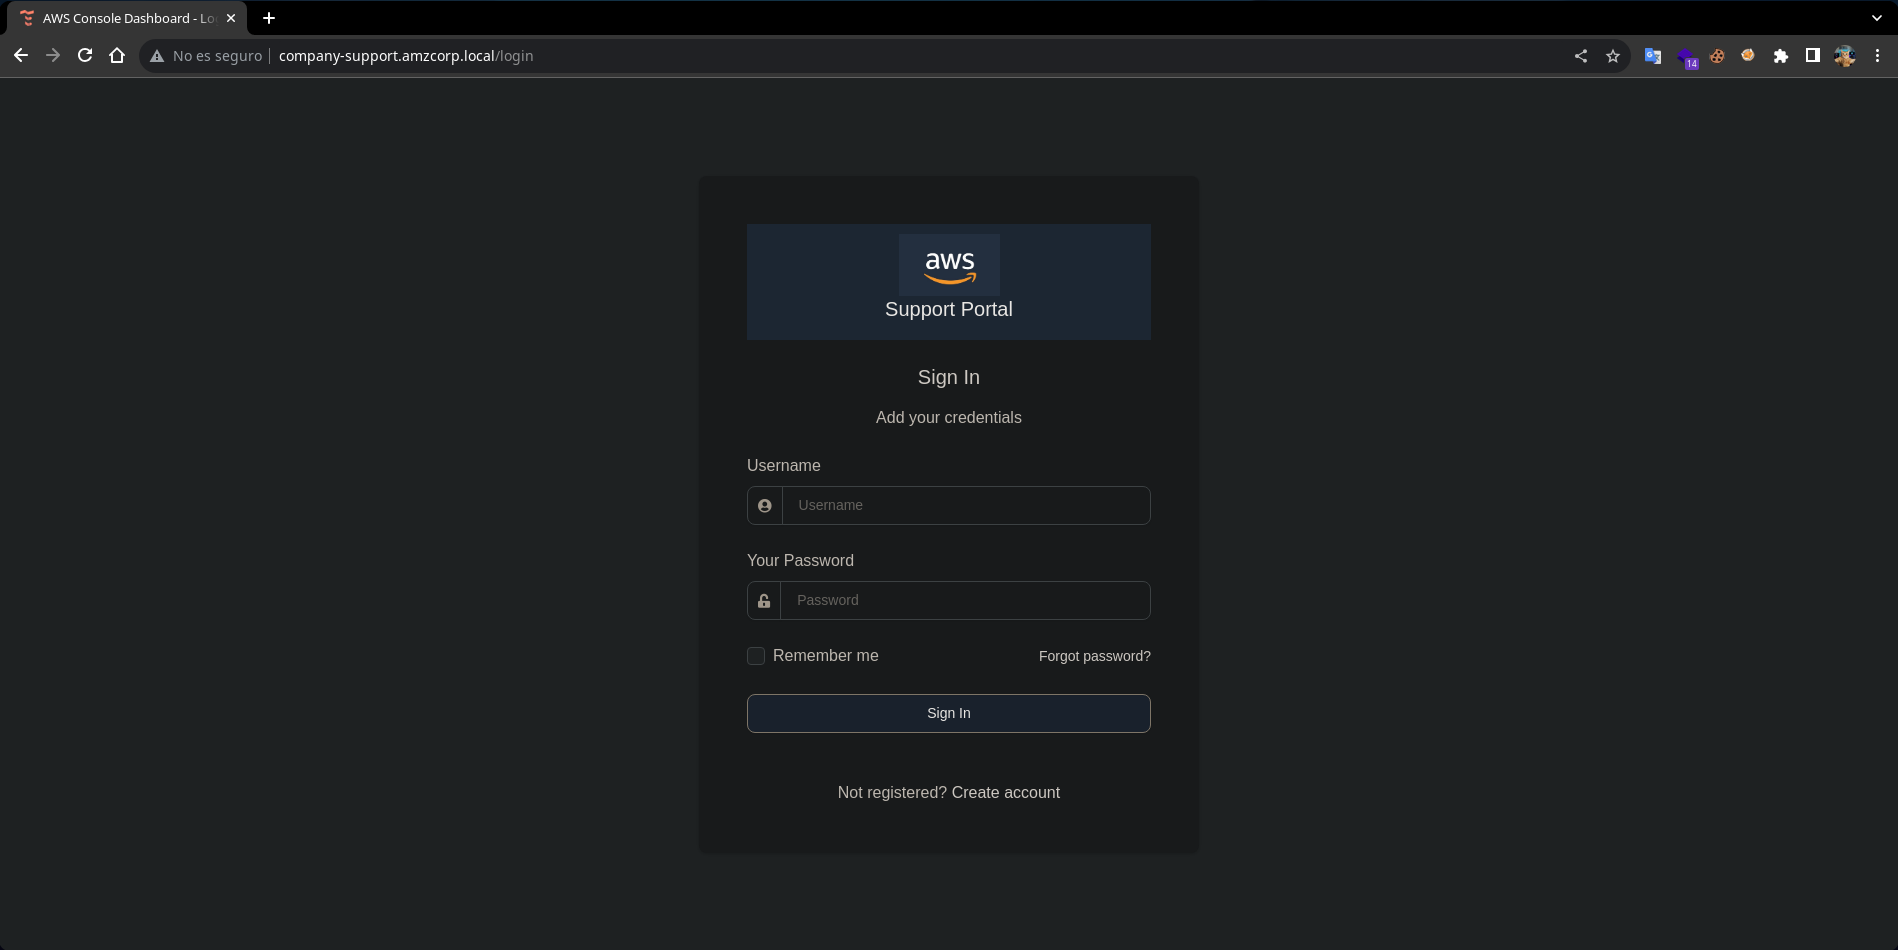 AWS Console Dashboard - Lo
No es seguro company-support.amzcorp.local/login
14
aws
Support Portal
Sign In
Add your credentials
Username
Username
Your Password
Password
Remember me Forgot password?
Sign In
Not registered? Create account